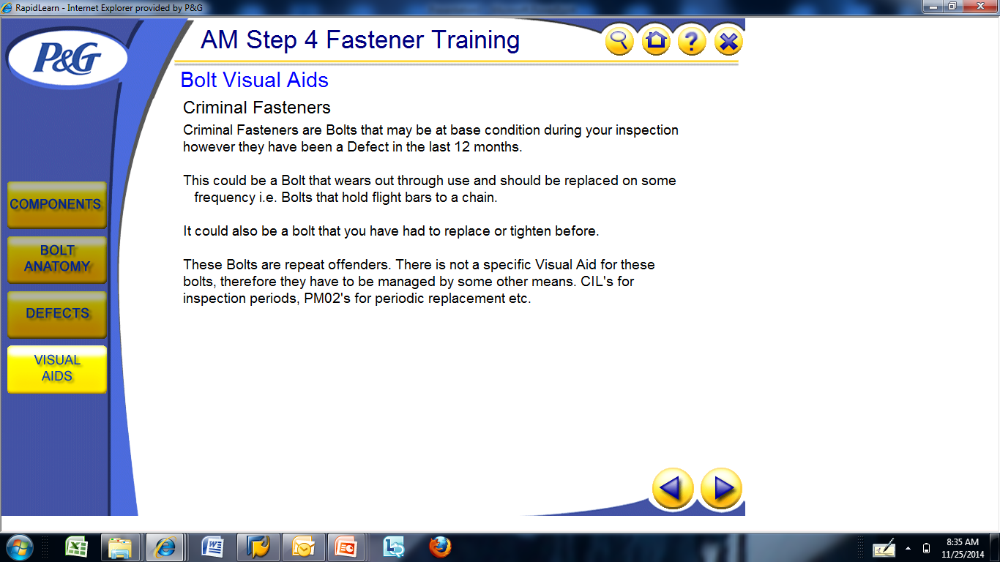 RapidLearn - Internet Explorer provided by P&G
P&G
AM Step 4 Fastener Training
Bolt Visual Aids
Criminal Fasteners
Criminal Fasteners are Bolts that may be at base condition during your inspection
however they have been a Defect in the last 12 months.
This could be a Bolt that wears out through use and should be replaced on some
frequency i.e. Bolts that hold flight bars to a chain.
It could also be a bolt that you have had to replace or tighten before.
These Bolts are repeat offenders. There is not a specific Visual Aid for these
bolts, therefore they have to be managed by some other means. CIL's for
inspection periods, PM02's for periodic replacement etc.
COMPONENTS
BOLT
ANATOMY
DEFECTS
VISUAL
AIDS
8:35 AM
11/25/2014